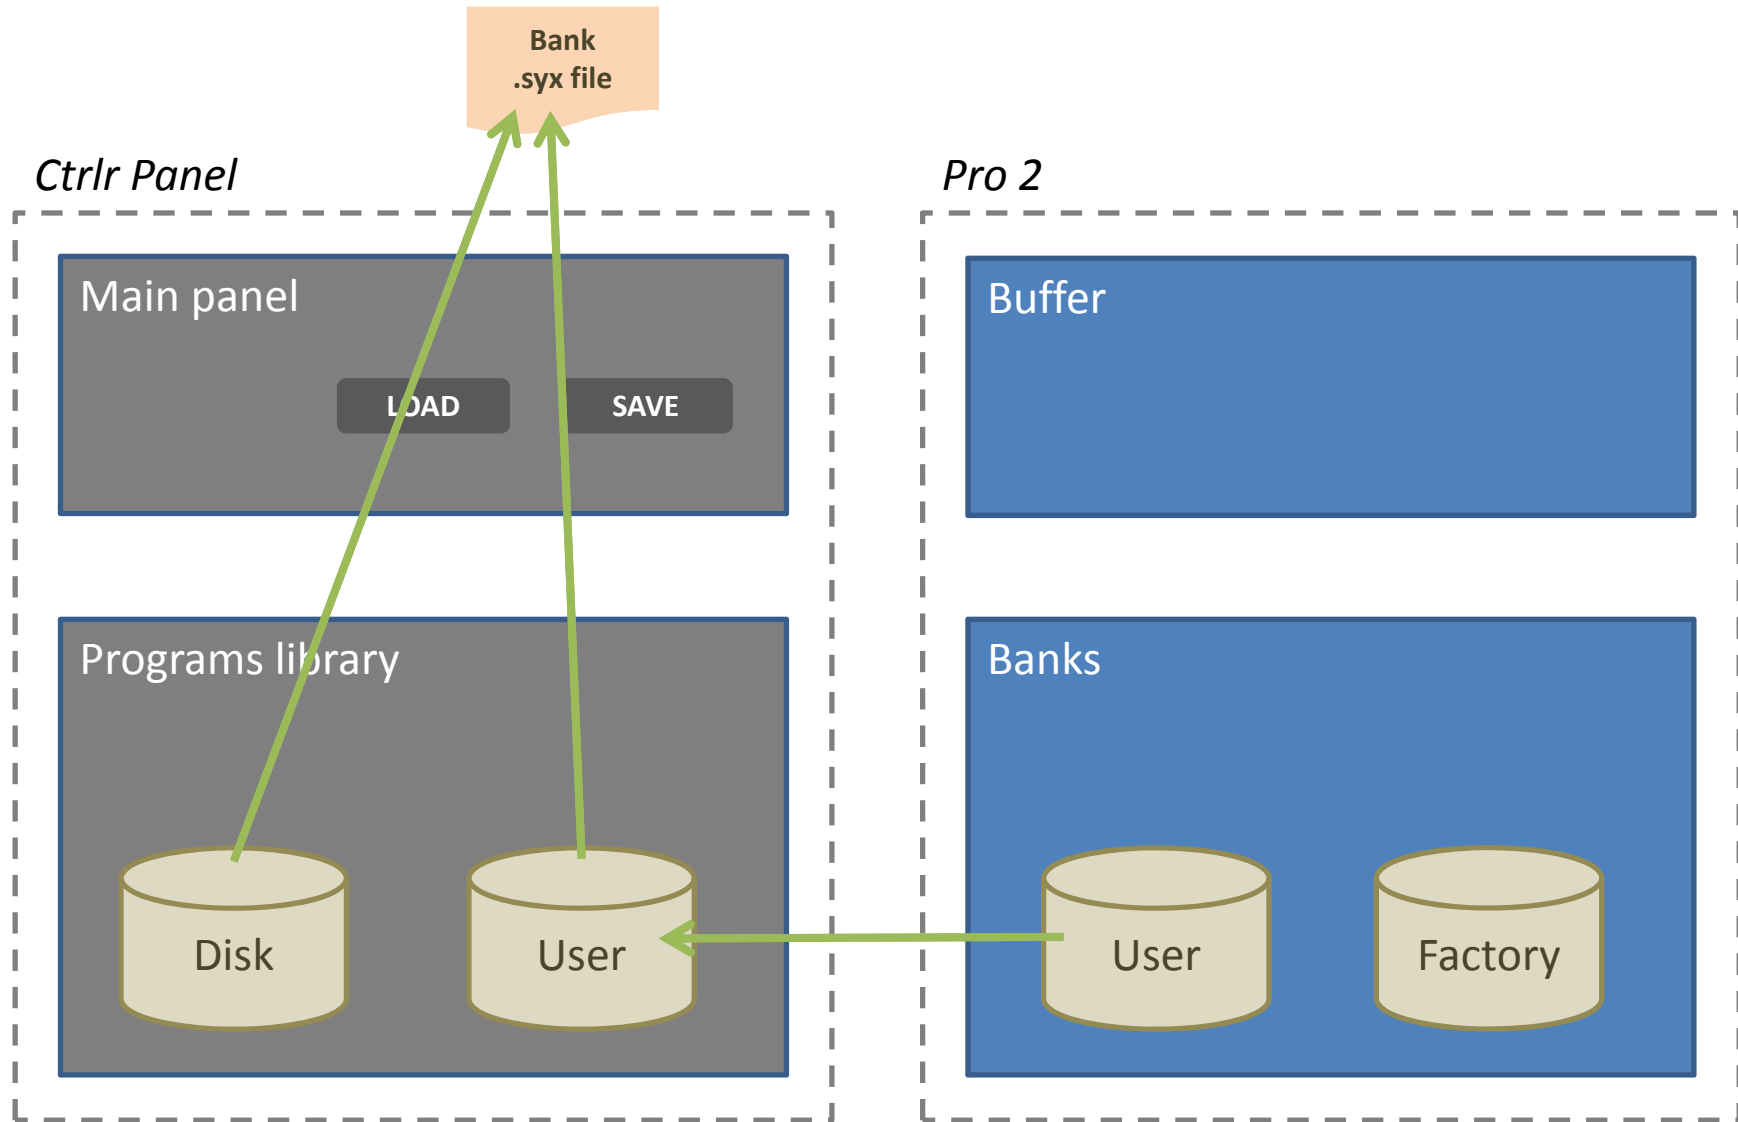 Bank
.syx file
Ctrlr Panel
Pro 2
Main panel
LOAD
SAVE
Buffer
Programs library
Banks
Disk
User
User
Factory